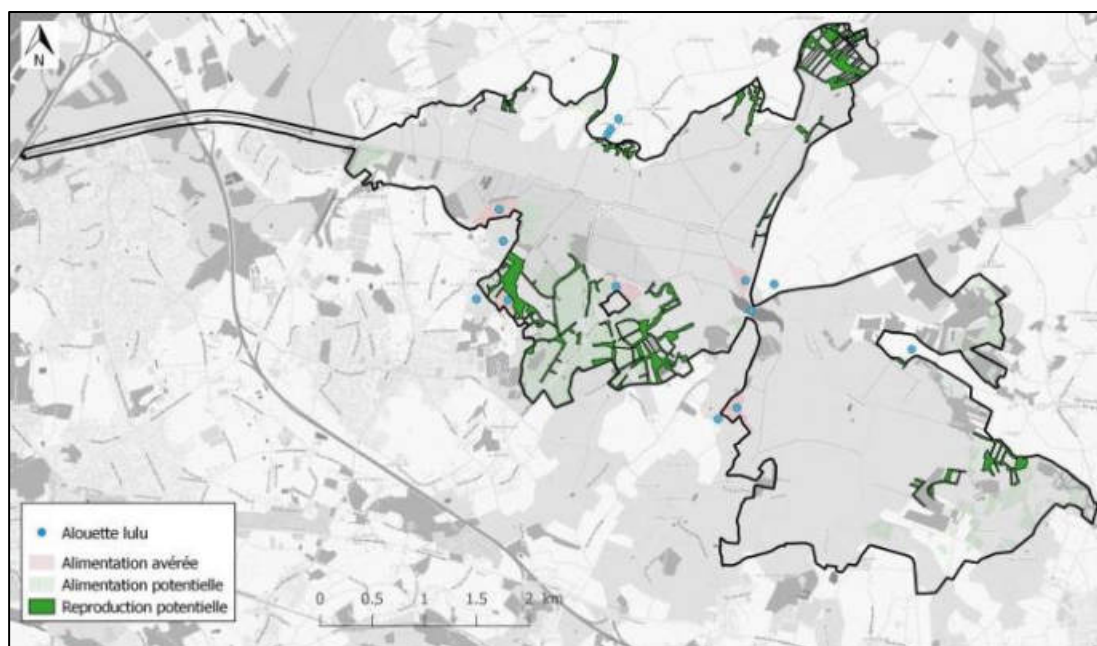 N
Alouette lulu
Alimentation avérée
Alimentation potentielle
Reproduction potentielle
0 0.5 1 1.5 2 km